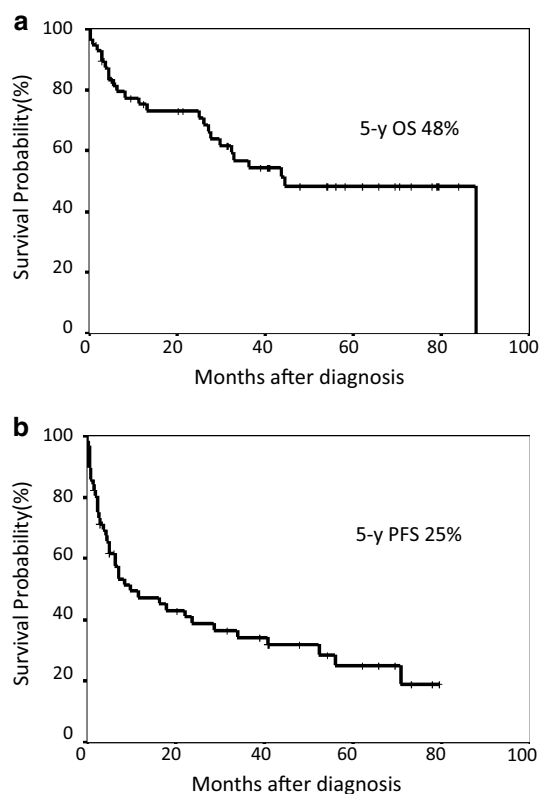 a
Survival Probability(%)
100
80
60
40
20
0
5-y OS 48%
0 20 40 60 80 100
Months after diagnosis
b
Survival Probability(%)
100
80
60
40
20
0
5-y PFS 25%
0 20 40 60 80 100
Months after diagnosis